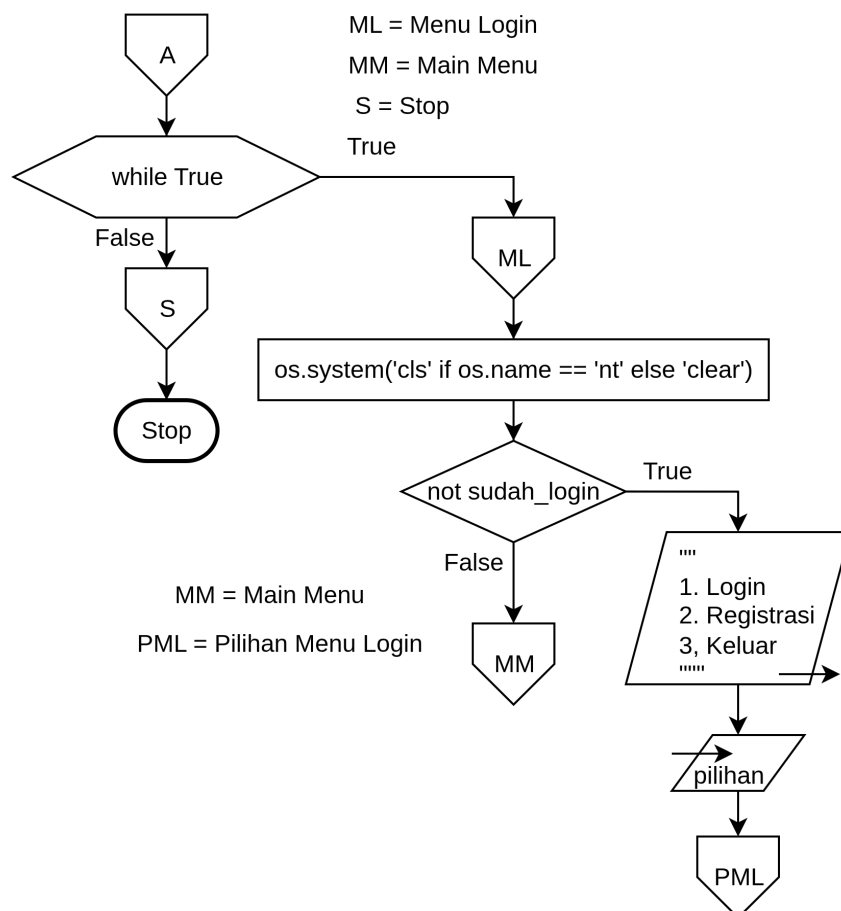 A
ML = Menu Login
MM = Main Menu
S = Stop
True
while True
False
ML
S
os.system('cls' if os.name == 'nt' else 'clear')
Stop
not sudah_login
True
False
""
1. Login
2. Registrasi
3, Keluar
"""
MM = Main Menu
PML = Pilihan Menu Login
MM
pilihan
PML